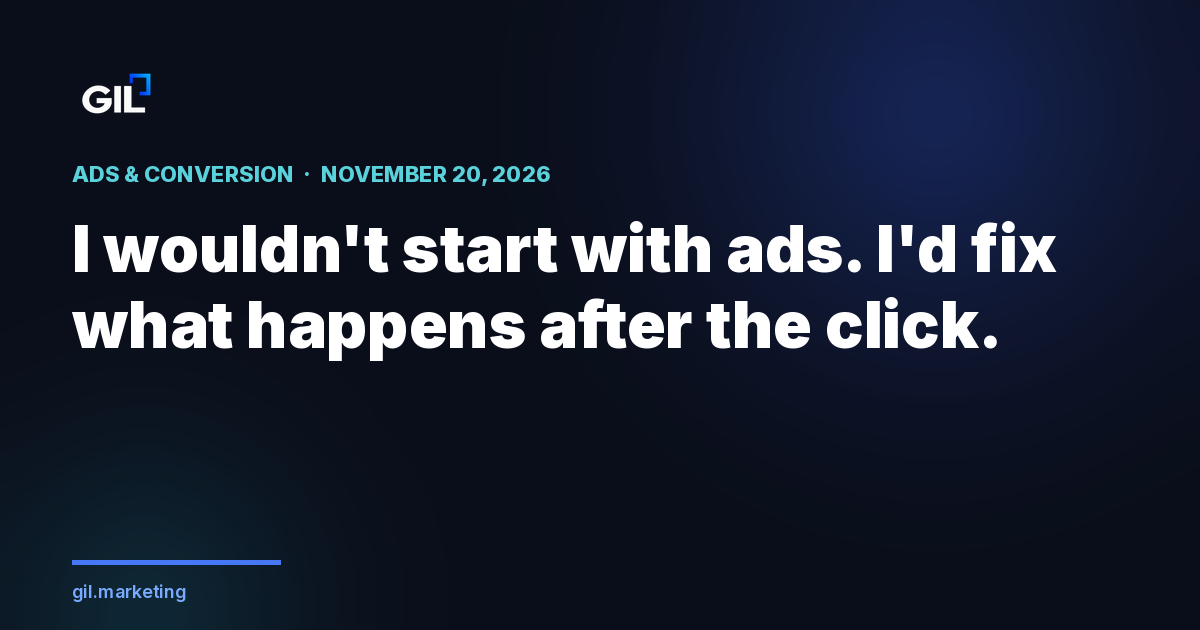 GIL
ADS & CONVERSION · NOVEMBER 20, 2026
I wouldn't start with ads. I'd fix
what happens after the click.
gil.marketing